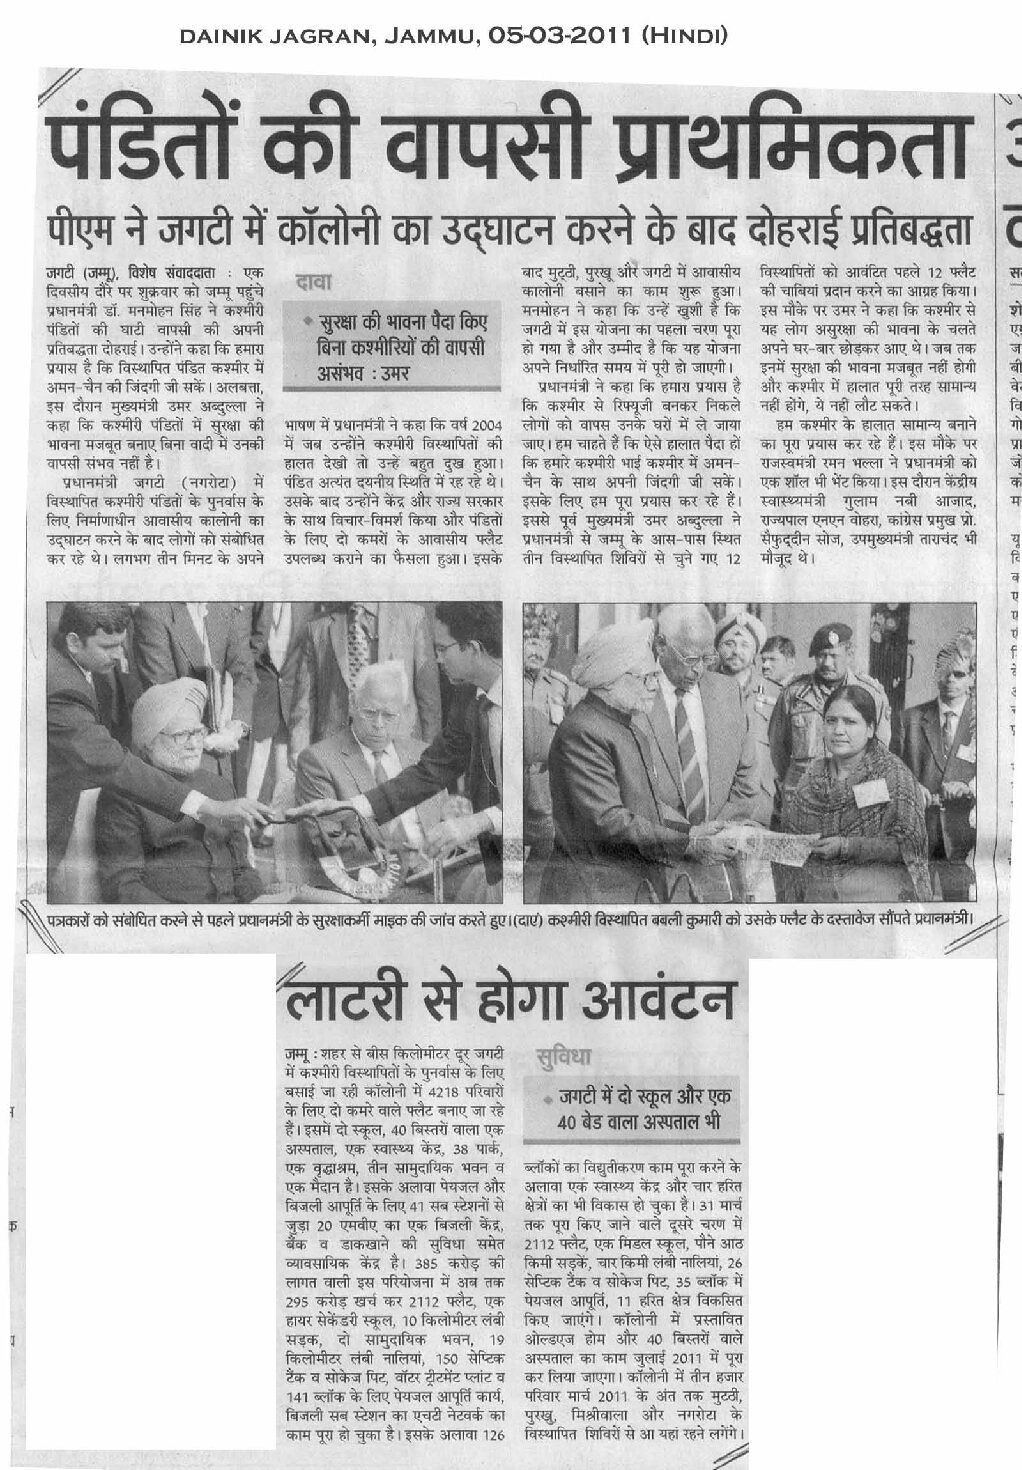 DAINIK JAGRAN, JAMMU, 05-03-2011 (HINDI)
पंडितों की वापसी प्राथमिकता
पीएम ने जगटी में कॉलोनी का उद्घाटन करने के बाद दोहराई प्रतिबद्धता
जगटी (जम्मू), विशेष संवाददाता : एक
दिवसीय दौरे पर शुक्रवार को जम्मू पहुंचे
प्रधानमंत्री डॉ. मनमोहन सिंह ने कश्मीरी
पंडितों की घाटी वापसी की अपनी
प्रतिबद्धता दोहराई। उन्होंने कहा कि हमारा
प्रयास है कि विस्थापित पंडित कश्मीर में
अमन-चैन की जिंदगी जी सकें। अलबत्ता,
इस दौरान मुख्यमंत्री उमर अब्दुल्ला ने
कहा कि कश्मीरी पंडितों में सुरक्षा की
भावना मजबूत बनाए बिना वादी में उनकी
वापसी संभव नहीं है।
प्रधानमंत्री जगटी (नगरोटा) में
विस्थापित कश्मीरी पंडितों के पुनर्वास के
लिए निर्माणाधीन आवासीय कालोनी का
उद्घाटन करने के बाद लोगों को संबोधित
कर रहे थे। लगभग तीन मिनट के अपने
दावा
सुरक्षा की भावना पैदा किए
बिना कश्मीरियों की वापसी
असंभव : उमर
भाषण में प्रधानमंत्री ने कहा कि वर्ष 2004
में जब उन्होंने कश्मीरी विस्थापितों की
हालत देखी तो उन्हें बहुत दुख हुआ।
पंडित अत्यंत दयनीय स्थिति में रह रहे थे।
उसके बाद उन्होंने केंद्र और राज्य सरकार
के साथ विचार-विमर्श किया और पंडितों
के लिए दो कमरों के आवासीय फ्लैट
उपलब्ध कराने का फैसला हुआ। इसके
बाद मुट्ठी, पुरखू और जगटी में आवासीय
कालोनी बसाने का काम शुरू हुआ।
मनमोहन ने कहा कि उन्हें खुशी है कि
जगटी में इस योजना का पहला चरण पूरा
हो गया है और उम्मीद है कि यह योजना
अपने निर्धारित समय में पूरी हो जाएगी।
प्रधानमंत्री ने कहा कि हमारा प्रयास है
कि कश्मीर से रिफ्यूजी बनकर निकले
लोगों को वापस उनके घरों में ले जाया
जाए। हम चाहते हैं कि ऐसे हालात पैदा हों
कि हमारे कश्मीरी भाई कश्मीर में अमन-
चैन के साथ अपनी जिंदगी जी सकें।
इसके लिए हम पूरा प्रयास कर रहे हैं।
इससे पूर्व मुख्यमंत्री उमर अब्दुल्ला ने
प्रधानमंत्री से जम्मू के आस-पास स्थित
तीन विस्थापित शिविरों से चुने गए 12
विस्थापितों को आवंटित पहले 12 फ्लैट
की चाबियां प्रदान करने का आग्रह किया।
इस मौके पर उमर ने कहा कि कश्मीर से
यह लोग असुरक्षा की भावना के चलते
अपने घर-बार छोड़कर आए थे। जब तक
इनमें सुरक्षा की भावना मजबूत नहीं होगी
और कश्मीर में हालात पूरी तरह सामान्य
नहीं होंगे, ये नहीं लौट सकते।
हम कश्मीर के हालात सामान्य बनाने
का पूरा प्रयास कर रहे हैं। इस मौके पर
राजस्वमंत्री रमन भल्ला ने प्रधानमंत्री को
एक शॉल भी भेंट किया। इस दौरान केंद्रीय
स्वास्थ्यमंत्री गुलाम नबी आजाद,
राज्यपाल एनएन वोहरा, कांग्रेस प्रमुख प्रो.
सैफुद्दीन सोज, उपमुख्यमंत्री ताराचंद भी
मौजूद थे।
पत्रकारों को संबोधित करने से पहले प्रधानमंत्री के सुरक्षाकर्मी माइक की जांच करते हुए।(दाएं) कश्मीरी विस्थापित बबली कुमारी को उसके फ्लैट के दस्तावेज सौंपते प्रधानमंत्री।
लाटरी से होगा आवंटन
जम्मू : शहर से बीस किलोमीटर दूर जगटी
में कश्मीरी विस्थापितों के पुनर्वास के लिए
बसाई जा रही कॉलोनी में 4218 परिवारों
के लिए दो कमरे वाले फ्लैट बनाए जा रहे
हैं। इसमें दो स्कूल, 40 बिस्तरों वाला एक
अस्पताल, एक स्वास्थ्य केंद्र, 38 पार्क,
एक वृद्धाश्रम, तीन सामुदायिक भवन व
एक मैदान है। इसके अलावा पेयजल और
बिजली आपूर्ति के लिए 41 सब स्टेशनों से
जुड़ा 20 एमवीए का एक बिजली केंद्र,
बैंक व डाकखाने की सुविधा समेत
व्यावसायिक केंद्र है। 385 करोड़ की
लागत वाली इस परियोजना में अब तक
295 करोड़ खर्च कर 2112 फ्लैट, एक
हायर सेकेंडरी स्कूल, 10 किलोमीटर लंबी
सड़क, दो सामुदायिक भवन, 19
किलोमीटर लंबी नालियां, 150 सेप्टिक
टैंक व सोकेज पिट, वॉटर ट्रीटमेंट प्लांट व
141 ब्लॉक के लिए पेयजल आपूर्ति कार्य,
बिजली सब स्टेशन का एचटी नेटवर्क का
काम पूरा हो चुका है। इसके अलावा 126
सुविधा
जगटी में दो स्कूल और एक
40 बेड वाला अस्पताल भी
ब्लॉकों का विद्युतीकरण काम पूरा करने के
अलावा एक स्वास्थ्य केंद्र और चार हरित
क्षेत्रों का भी विकास हो चुका है। 31 मार्च
तक पूरा किए जाने वाले दूसरे चरण में
2112 फ्लैट, एक मिडल स्कूल, पौने आठ
किमी सड़कें, चार किमी लंबी नालियां, 26
सेप्टिक टैंक व सोकेज पिट, 35 ब्लॉक में
पेयजल आपूर्ति, 11 हरित क्षेत्र विकसित
किए जाएंगे। कॉलोनी में प्रस्तावित
ओल्डएज होम और 40 बिस्तरों वाले
अस्पताल का काम जुलाई 2011 में पूरा
कर लिया जाएगा। कॉलोनी में तीन हजार
परिवार मार्च 2011 के अंत तक मुट्ठी,
पुरखु, मिश्रीवाला और नगरोटा के
विस्थापित शिविरों से आ यहां रहने लगेंगे।